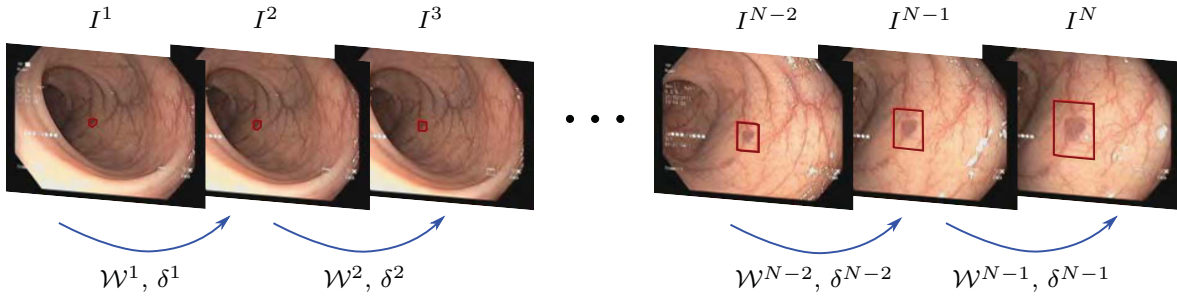 I^1 I^2 I^3 I^{N-2} I^{N-1} I^N
• • •
𝒲^1, δ^1 𝒲^2, δ^2 𝒲^{N-2}, δ^{N-2} 𝒲^{N-1}, δ^{N-1}